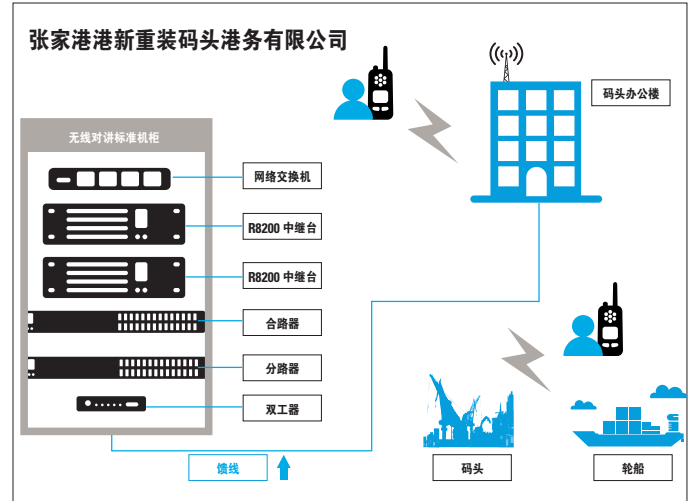 张家港港新重装码头港务有限公司
码头办公楼
无线对讲标准机柜
网络交换机
R8200 中继台
R8200 中继台
合路器
分路器
双工器
馈线
码头
轮船